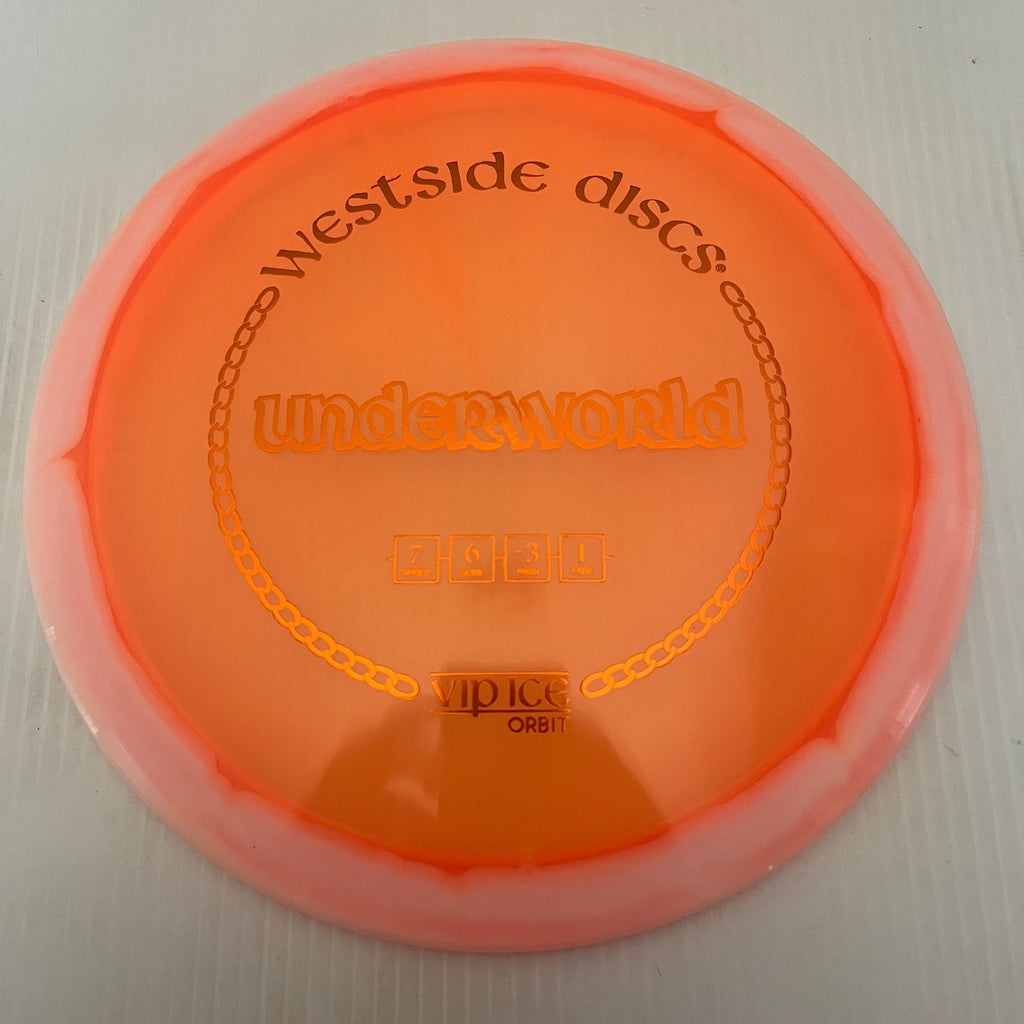 westside discs®
underworld
7 6 -3 1
VIP ICE
ORBIT